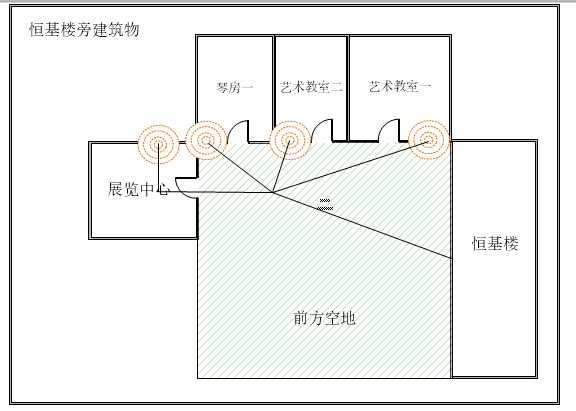 恒基楼旁建筑物
琴房一
艺术教室二
艺术教室一
展览中心
恒基楼
前方空地